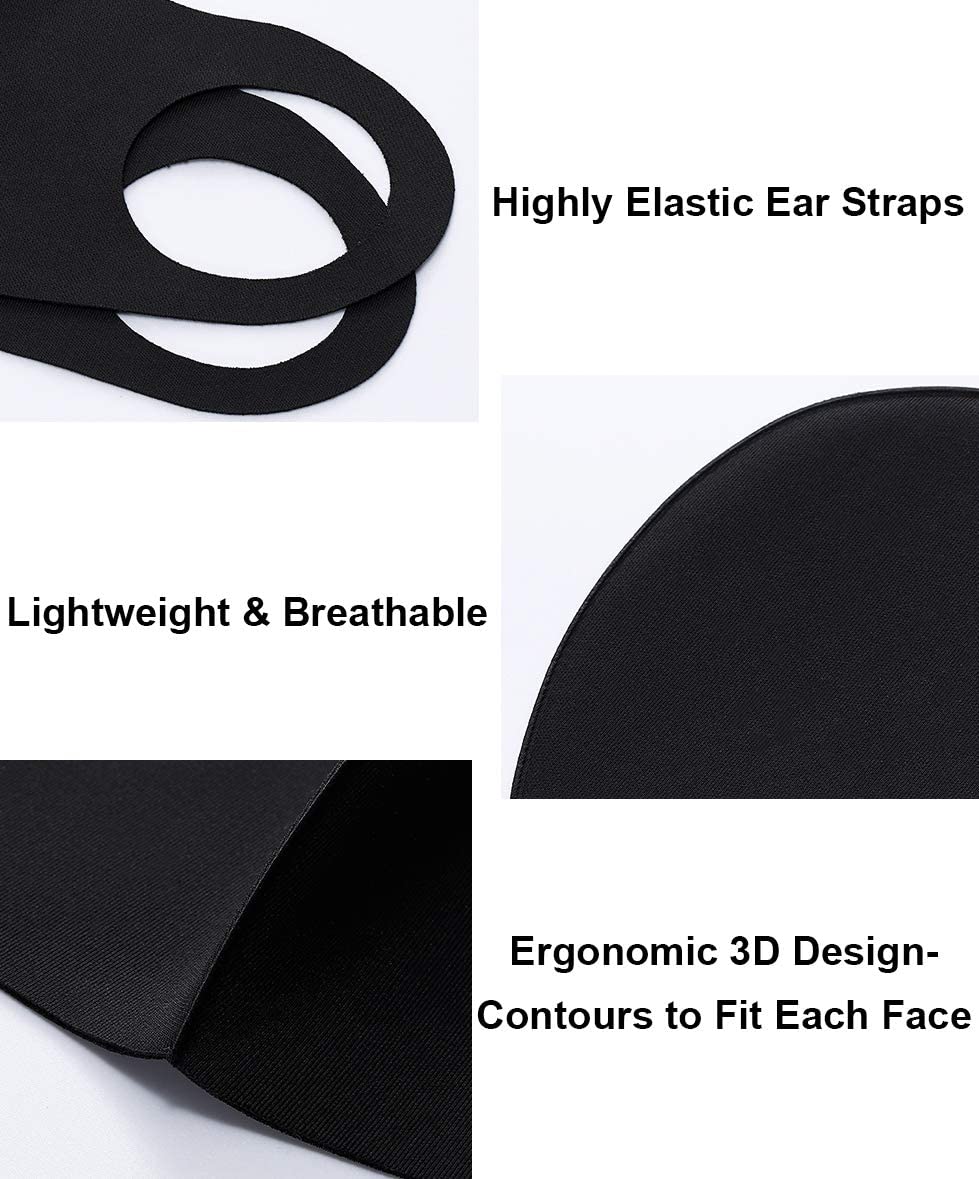 Highly Elastic Ear Straps
Lightweight & Breathable
Ergonomic 3D Design-
Contours to Fit Each Face